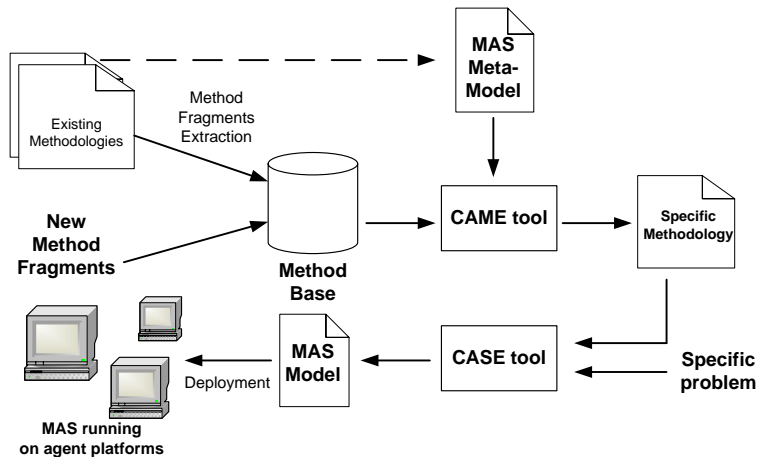 MAS
Meta-
Model
Existing
Methodologies
Method
Fragments
Extraction
New
Method
Fragments
Method
Base
CAME tool
Specific
Methodology
MAS
Model
Deployment
CASE tool
Specific
problem
MAS running
on agent platforms